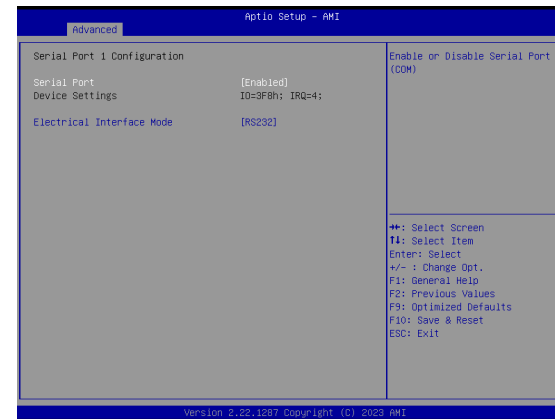 Aptio Setup - AMI
Advanced
Serial Port 1 Configuration
Serial Port [Enabled]
Device Settings IO=3F8h; IRQ=4;
Electrical Interface Mode [RS232]
Enable or Disable Serial Port
(COM)
→←: Select Screen
↑↓: Select Item
Enter: Select
+/- : Change Opt.
F1: General Help
F2: Previous Values
F9: Optimized Defaults
F10: Save & Reset
ESC: Exit
Version 2.22.1287 Copyright (C) 2023 AMI